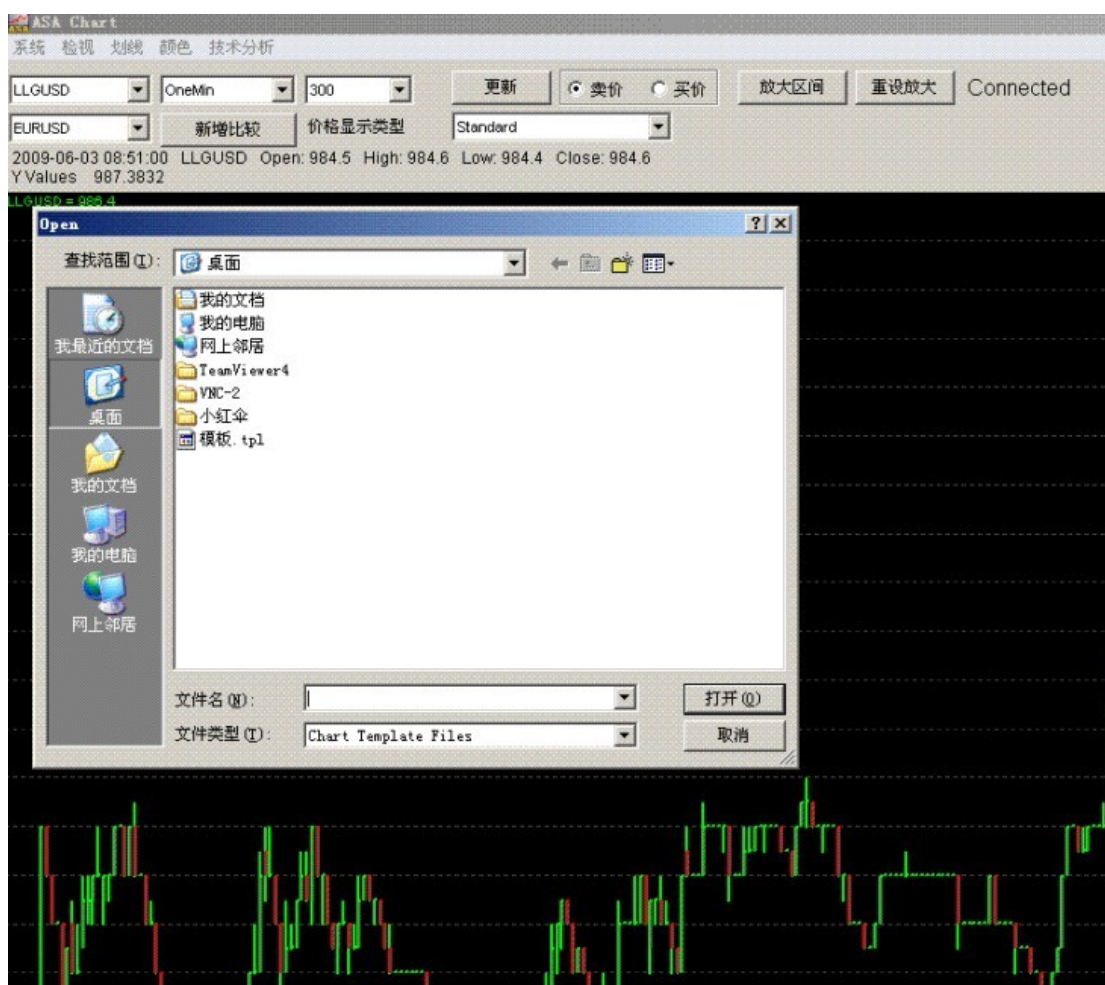 ASA Chart
系统 检视 划线 颜色 技术分析
LLGUSD OneMin 300 更新 卖价 买价 放大区间 重设放大 Connected
EURUSD 新增比较 价格显示类型 Standard
2009-06-03 08:51:00 LLGUSD Open: 984.5 High: 984.6 Low: 984.4 Close: 984.6
Y Values 987.3832
LLGUSD = 986.4
Open
查找范围(I): 桌面
我最近的文档
桌面
我的文档
我的电脑
网上邻居
我的文档
我的电脑
网上邻居
TeamViewer4
VNC-2
小红伞
模板.tpl
文件名(N): 打开(O)
文件类型(T): Chart Template Files 取消